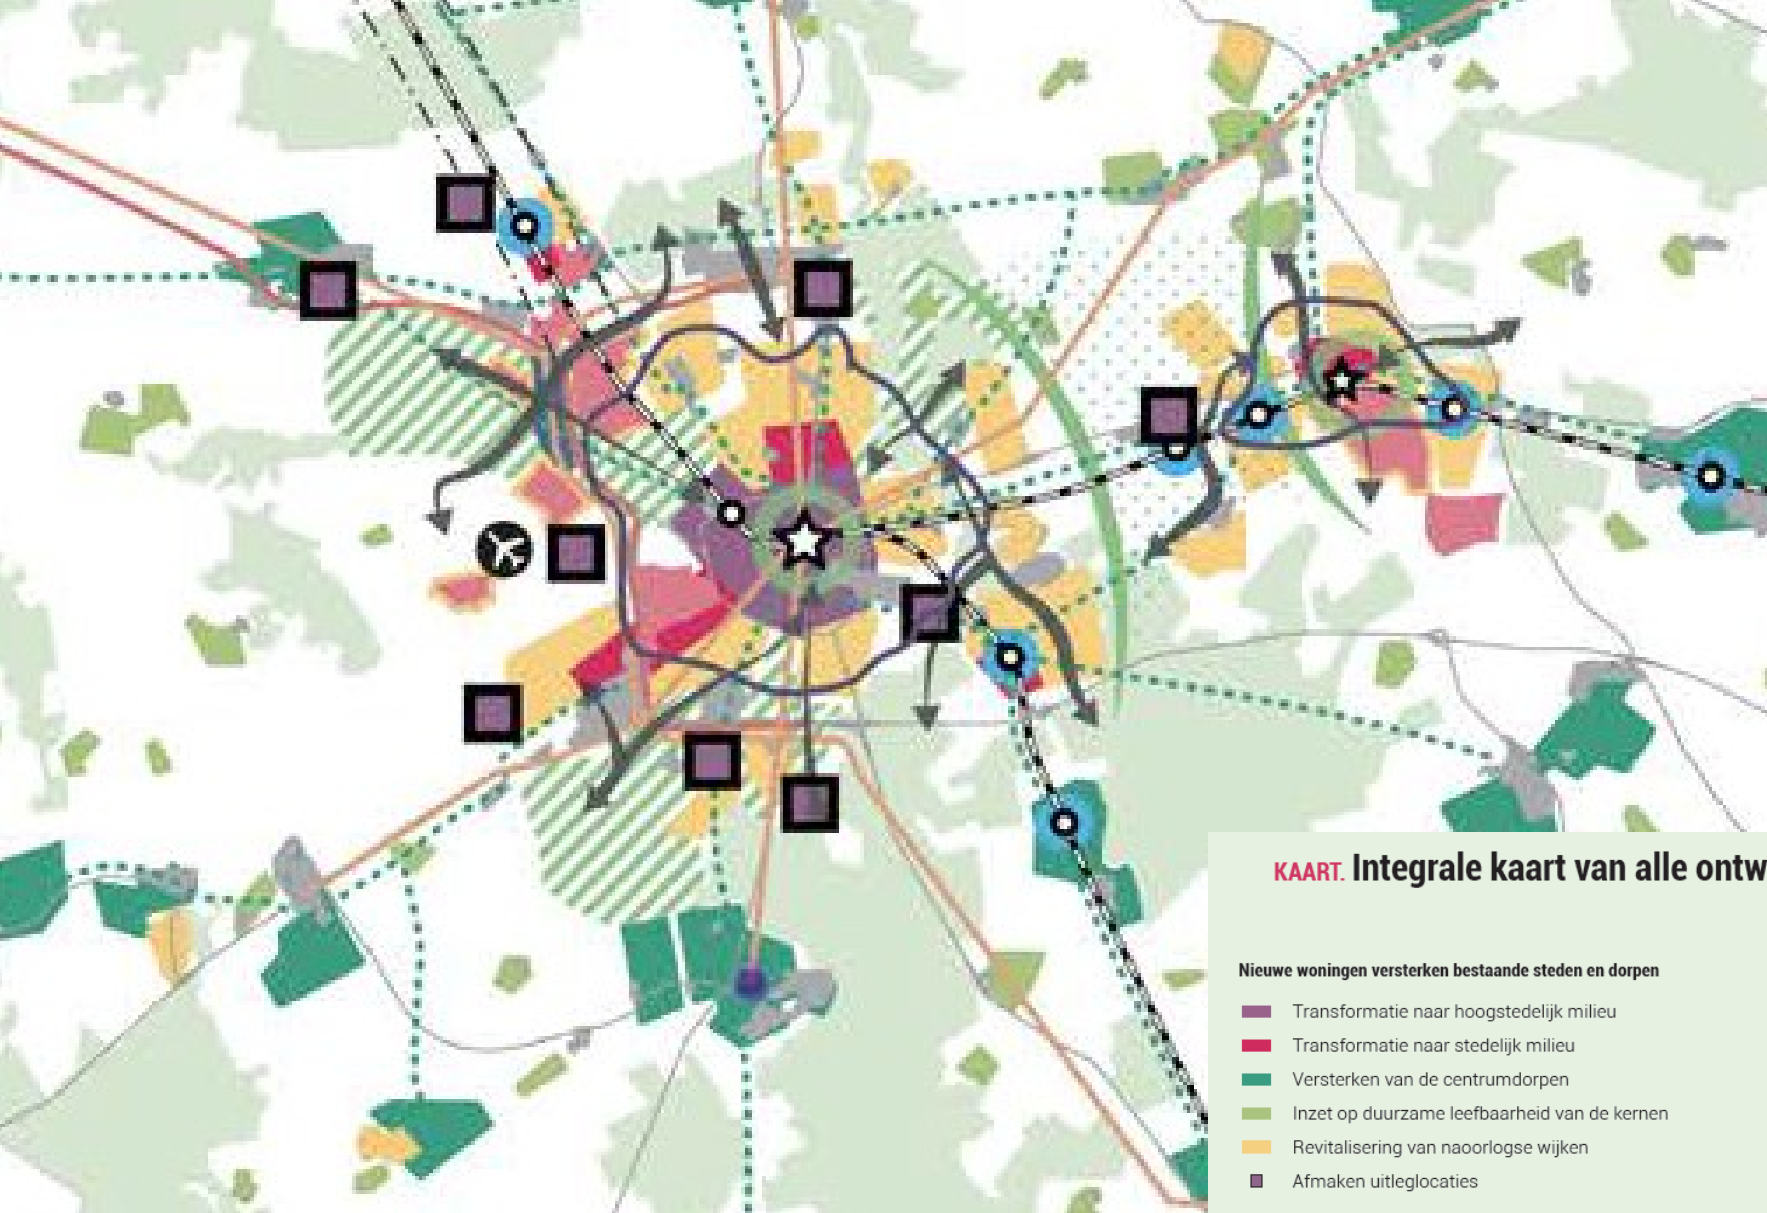 KAART. Integrale kaart van alle ontw
Nieuwe woningen versterken bestaande steden en dorpen
Transformatie naar hoogstedelijk milieu
Transformatie naar stedelijk milieu
Versterken van de centrumdorpen
Inzet op duurzame leefbaarheid van de kernen
Revitalisering van naoorlogse wijken
Afmaken uitleglocaties